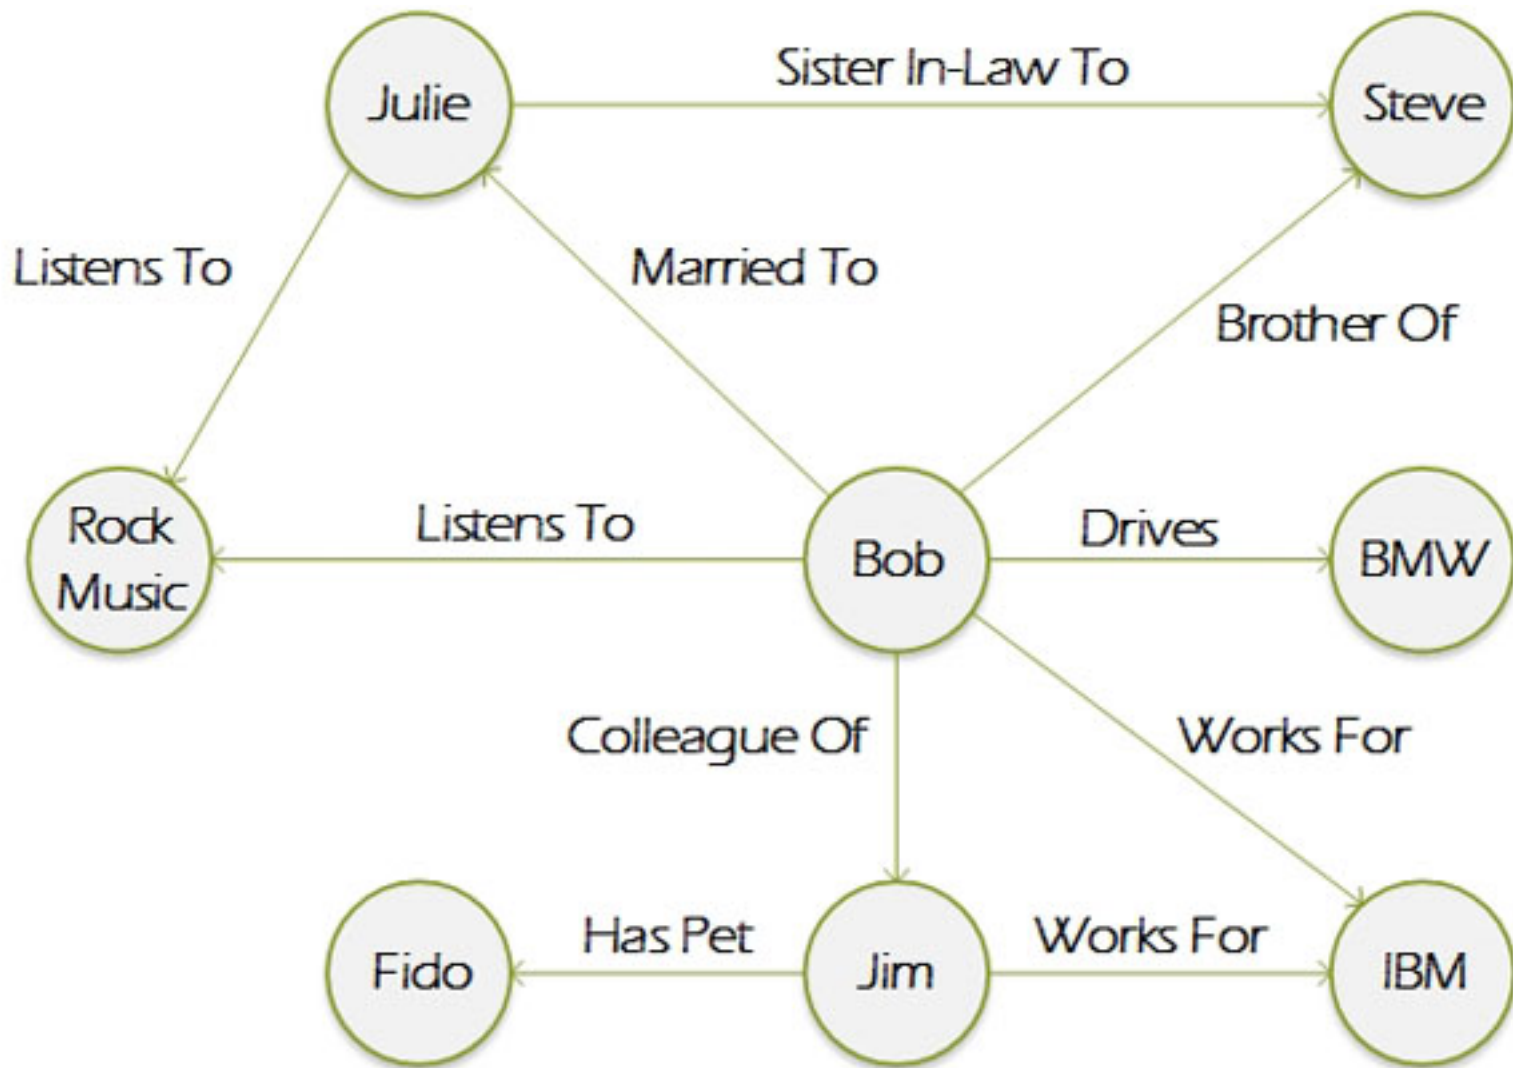 Julie
Sister In-Law To
Steve
Listens To
Married To
Brother Of
Rock
Music
Listens To
Bob
Drives
BMW
Colleague Of
Works For
Fido
Has Pet
Jim
Works For
IBM